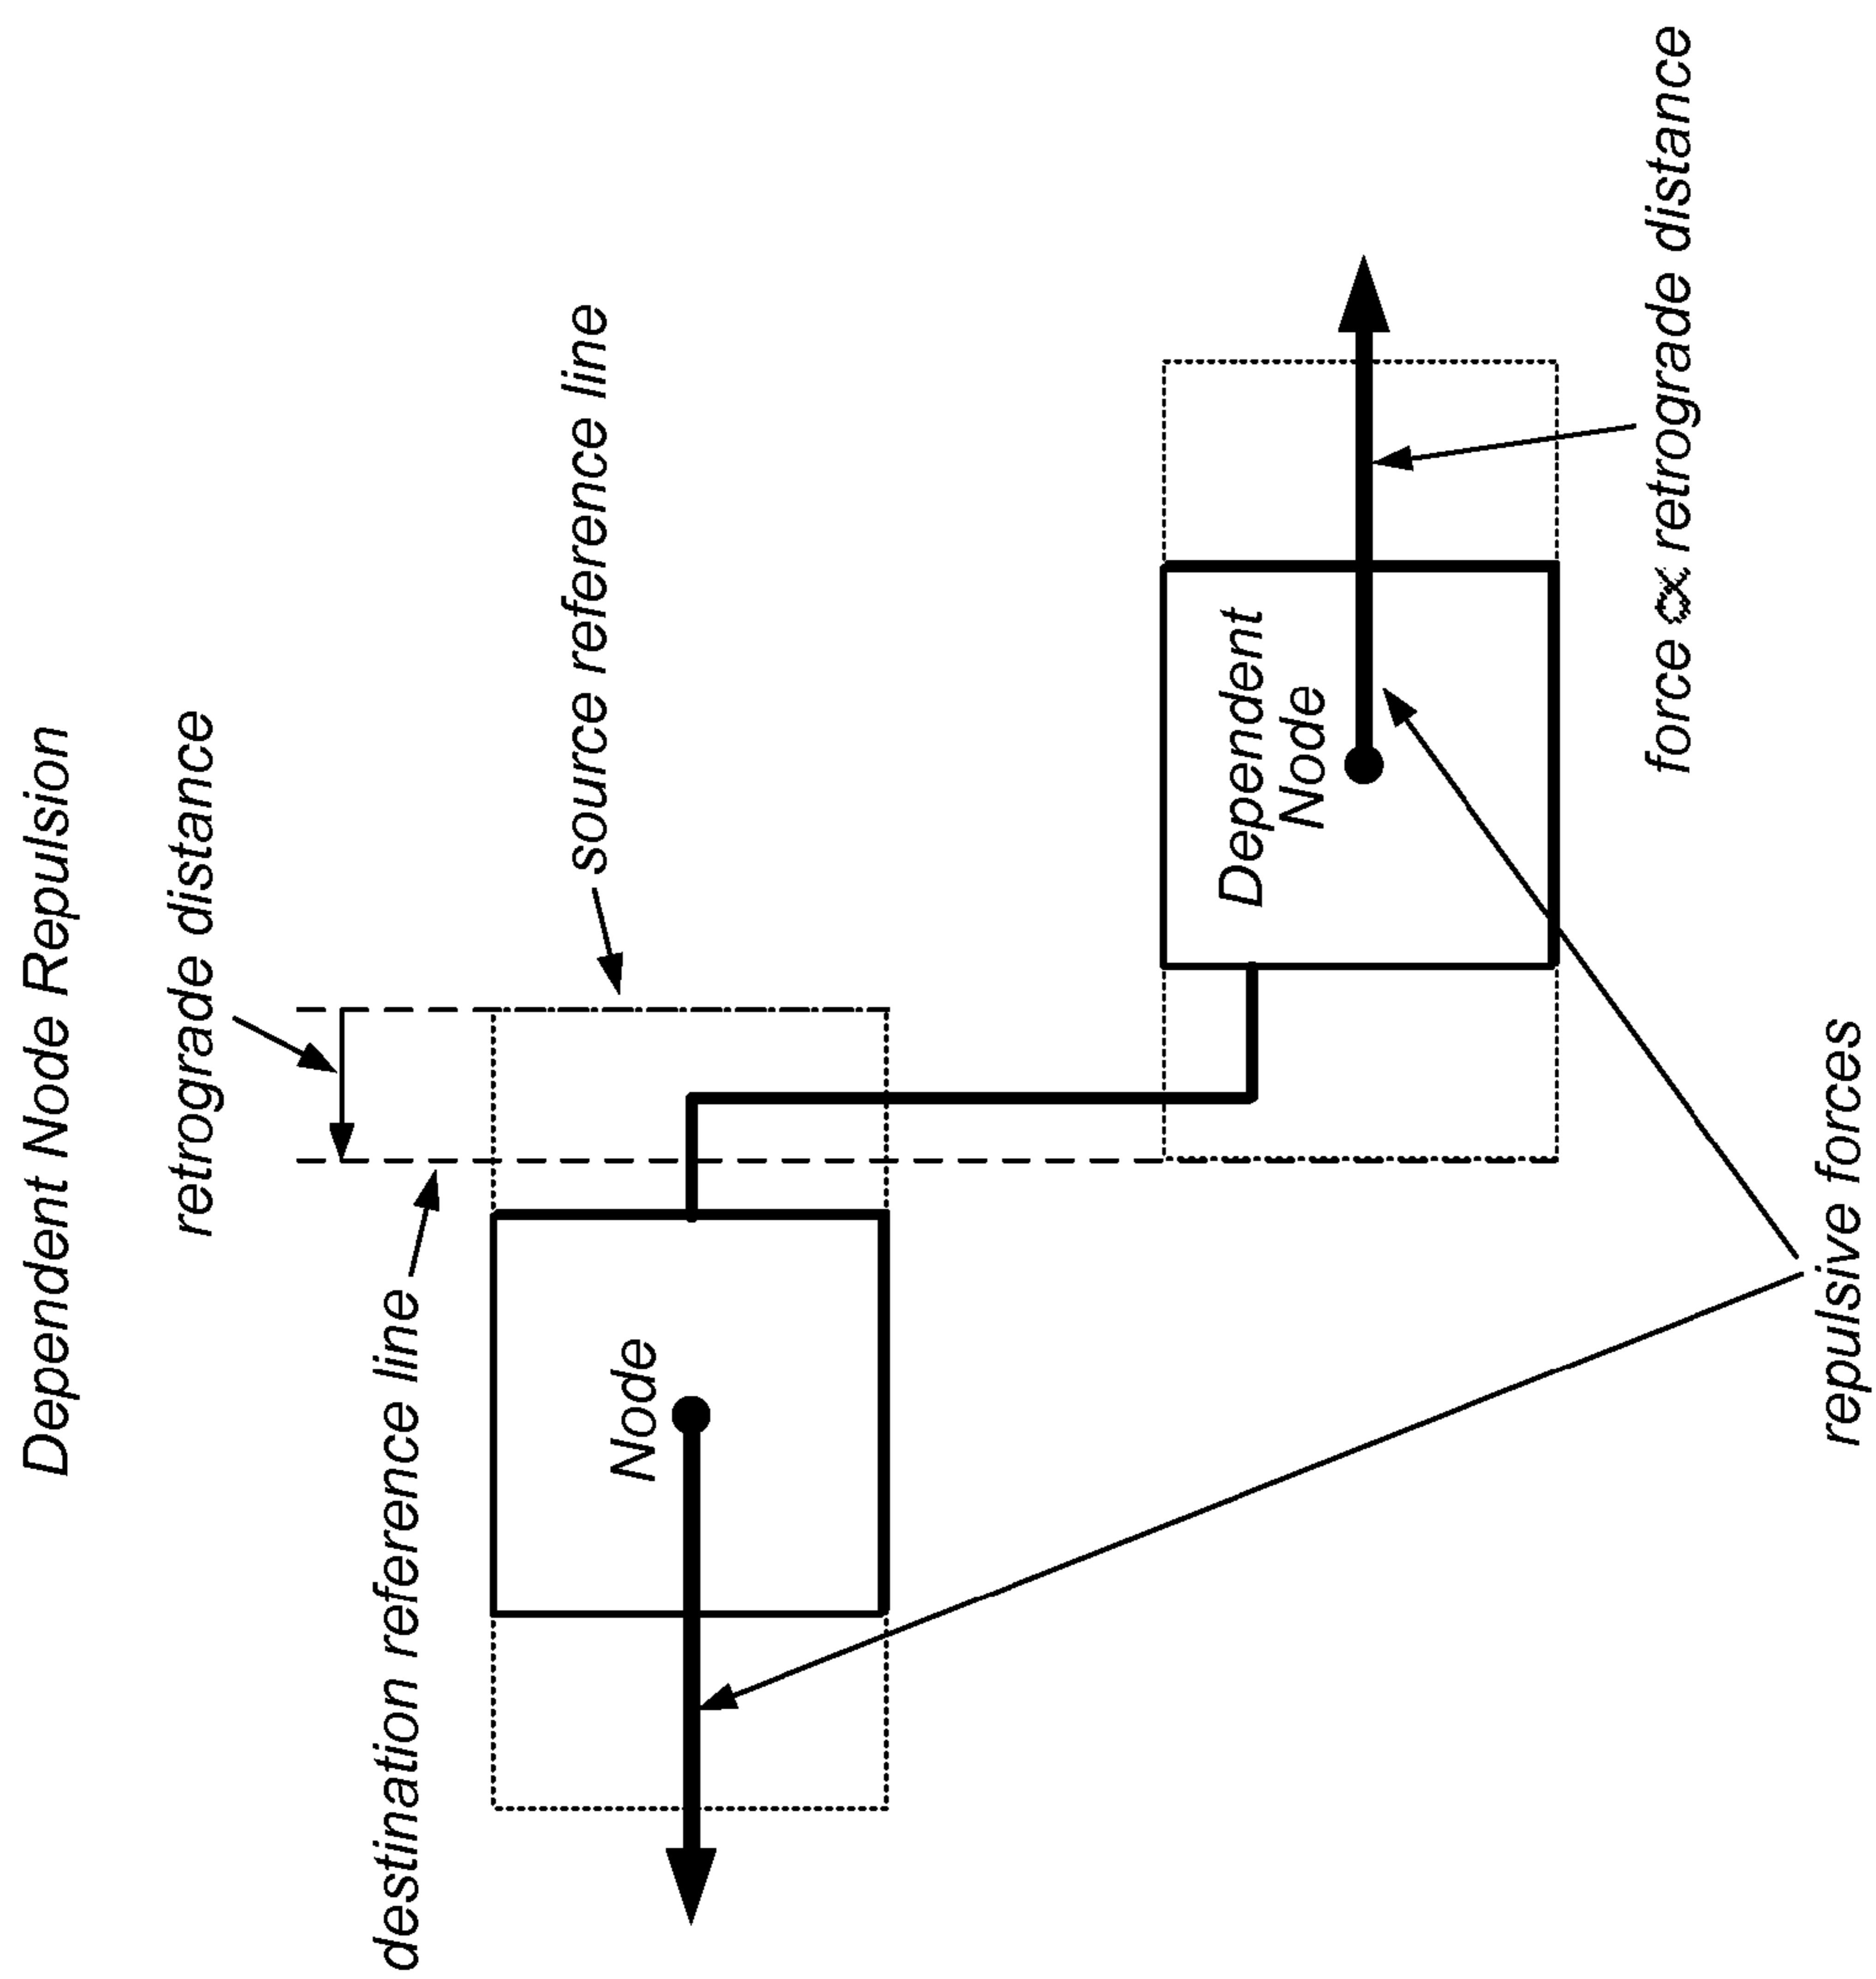 Dependent Node Repulsion
retrograde distance
destination reference line
source reference line
Node
Dependent
Node
force ∝ retrograde distance
repulsive forces